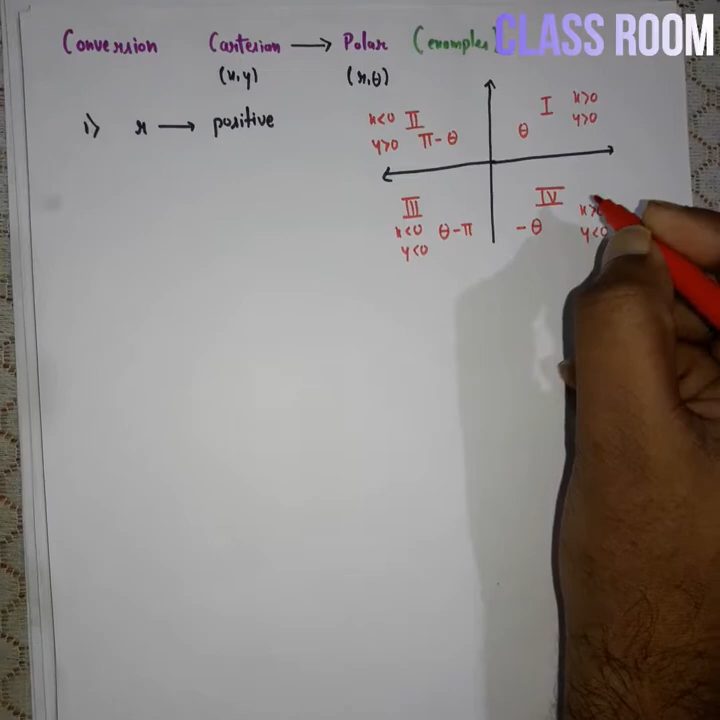 CLASS ROOM
Conversion Cartesian → Polar (examples)
(x,y) (r,θ)
1) r → positive
x<0 II
y>0 π-θ
I x>0
θ y>0
III
x<0 θ-π
y<0
IV
x>
-θ y<0